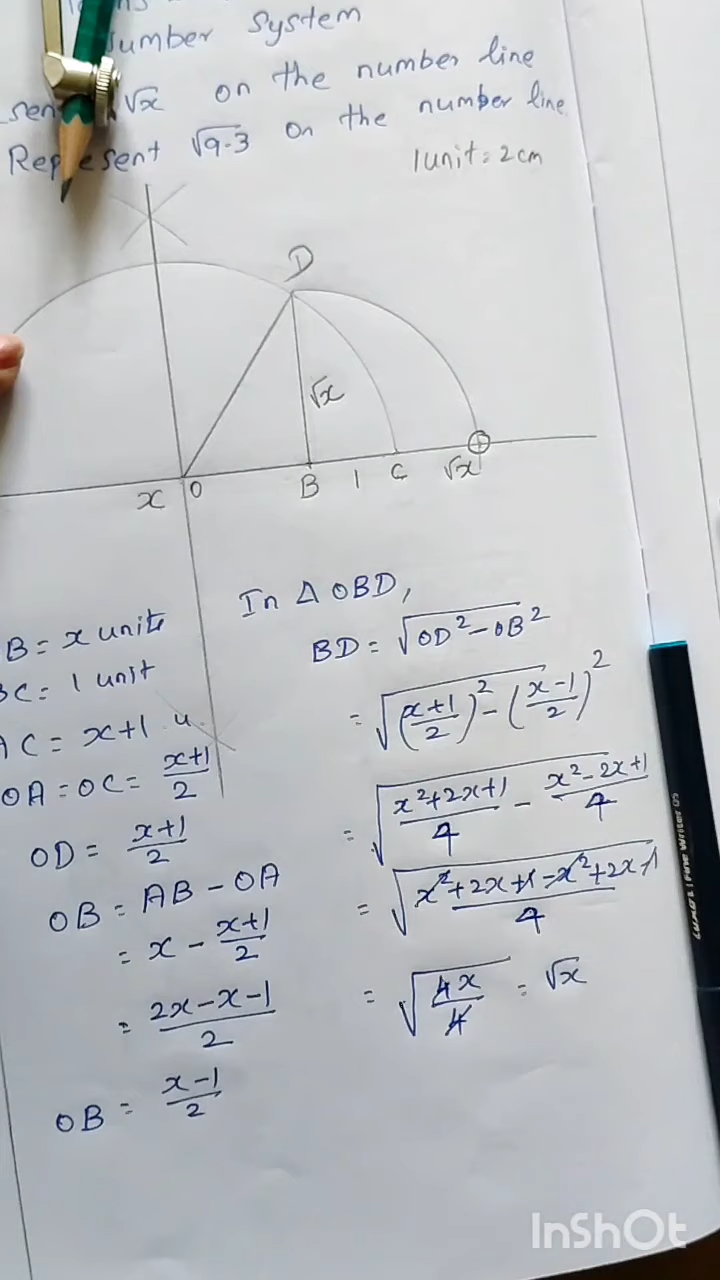 umber System
√x on the number line
Represent √9.3 on the number line
1unit = 2cm
D
√x
x O B 1 C √x
B = x units
BC = 1 unit
AC = x+1 u.
OA = OC = x+1/2
OD = x+1/2
OB = AB - OA
= x - x+1/2
= 2x-x-1/2
OB = x-1/2
In Δ OBD,
BD = √OD² - OB²
= √(x+1/2)² - (x-1/2)²
= √x²+2x+1/4 - x²-2x+1/4
= √x²+2x+1-x²+2x-1/4
= √4x/4 = √x
InShOt